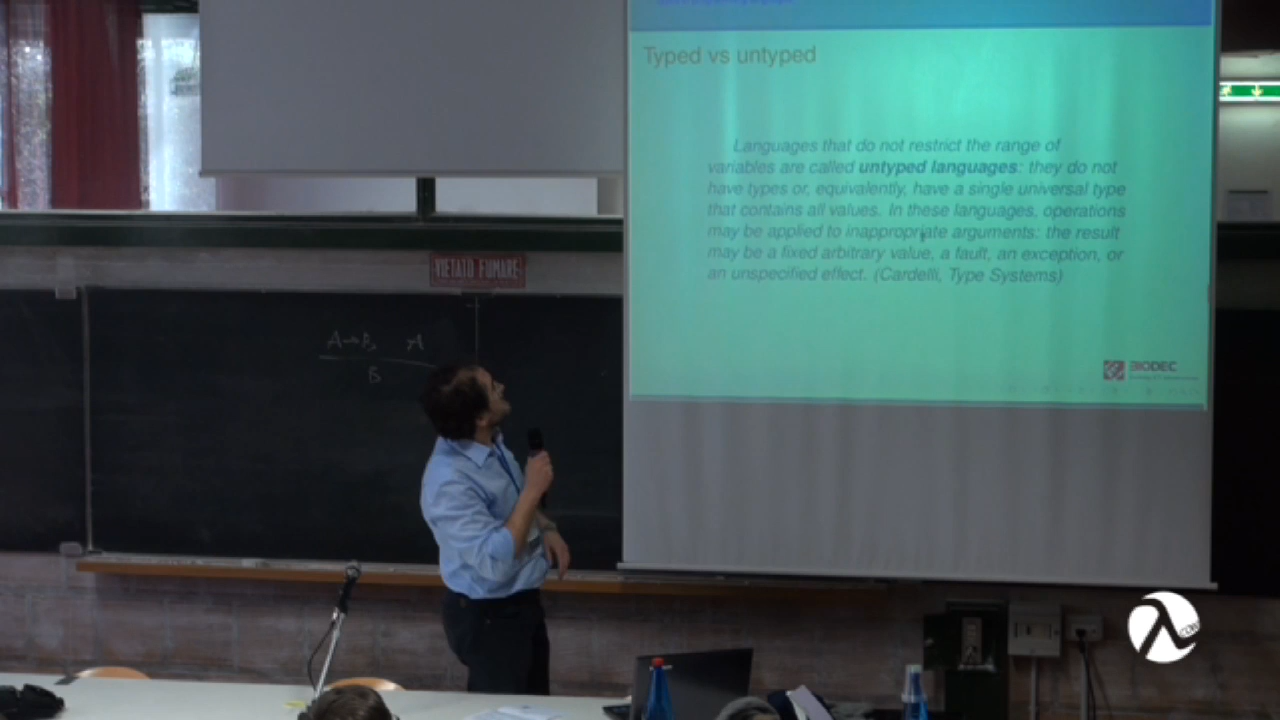 Typed vs untyped
Languages that do not restrict the range of
variables are called untyped languages: they do not
have types or, equivalently, have a single universal type
that contains all values. In these languages, operations
may be applied to inappropriate arguments: the result
may be a fixed arbitrary value, a fault, an exception, or
an unspecified effect. (Cardelli, Type Systems)
BIODEC
VIETATO FUMARE
A→B, A
B
λ
CON